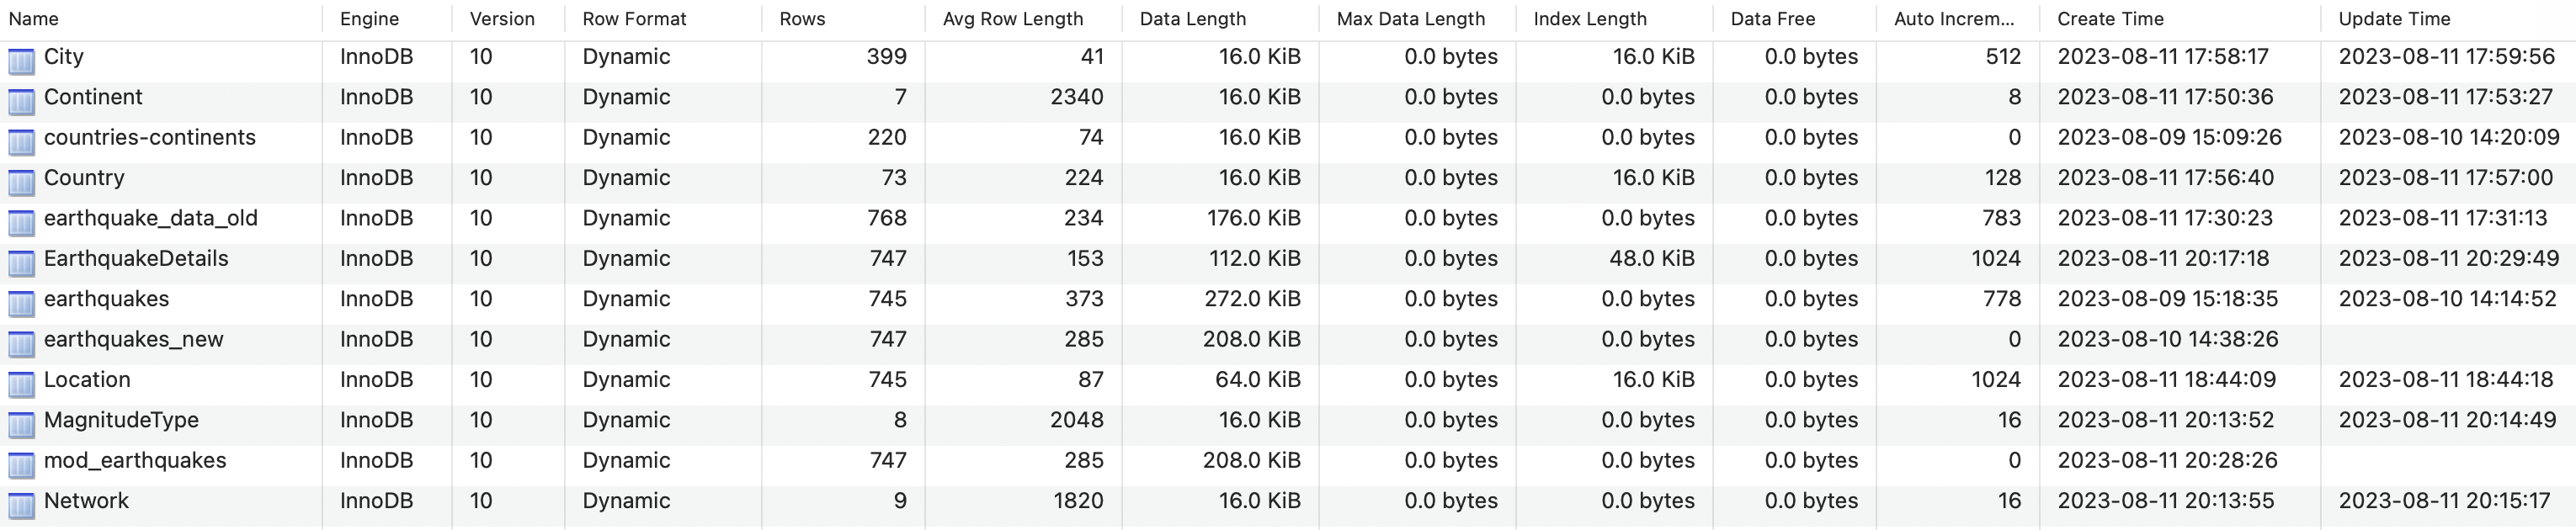 Name Engine Version Row Format Rows Avg Row Length Data Length Max Data Length Index Length Data Free Auto Increm... Create Time Update Time
City InnoDB 10 Dynamic 399 41 16.0 KiB 0.0 bytes 16.0 KiB 0.0 bytes 512 2023-08-11 17:58:17 2023-08-11 17:59:56
Continent InnoDB 10 Dynamic 7 2340 16.0 KiB 0.0 bytes 0.0 bytes 0.0 bytes 8 2023-08-11 17:50:36 2023-08-11 17:53:27
countries-continents InnoDB 10 Dynamic 220 74 16.0 KiB 0.0 bytes 0.0 bytes 0.0 bytes 0 2023-08-09 15:09:26 2023-08-10 14:20:09
Country InnoDB 10 Dynamic 73 224 16.0 KiB 0.0 bytes 16.0 KiB 0.0 bytes 128 2023-08-11 17:56:40 2023-08-11 17:57:00
earthquake_data_old InnoDB 10 Dynamic 768 234 176.0 KiB 0.0 bytes 0.0 bytes 0.0 bytes 783 2023-08-11 17:30:23 2023-08-11 17:31:13
EarthquakeDetails InnoDB 10 Dynamic 747 153 112.0 KiB 0.0 bytes 48.0 KiB 0.0 bytes 1024 2023-08-11 20:17:18 2023-08-11 20:29:49
earthquakes InnoDB 10 Dynamic 745 373 272.0 KiB 0.0 bytes 0.0 bytes 0.0 bytes 778 2023-08-09 15:18:35 2023-08-10 14:14:52
earthquakes_new InnoDB 10 Dynamic 747 285 208.0 KiB 0.0 bytes 0.0 bytes 0.0 bytes 0 2023-08-10 14:38:26
Location InnoDB 10 Dynamic 745 87 64.0 KiB 0.0 bytes 16.0 KiB 0.0 bytes 1024 2023-08-11 18:44:09 2023-08-11 18:44:18
MagnitudeType InnoDB 10 Dynamic 8 2048 16.0 KiB 0.0 bytes 0.0 bytes 0.0 bytes 16 2023-08-11 20:13:52 2023-08-11 20:14:49
mod_earthquakes InnoDB 10 Dynamic 747 285 208.0 KiB 0.0 bytes 0.0 bytes 0.0 bytes 0 2023-08-11 20:28:26
Network InnoDB 10 Dynamic 9 1820 16.0 KiB 0.0 bytes 0.0 bytes 0.0 bytes 16 2023-08-11 20:13:55 2023-08-11 20:15:17